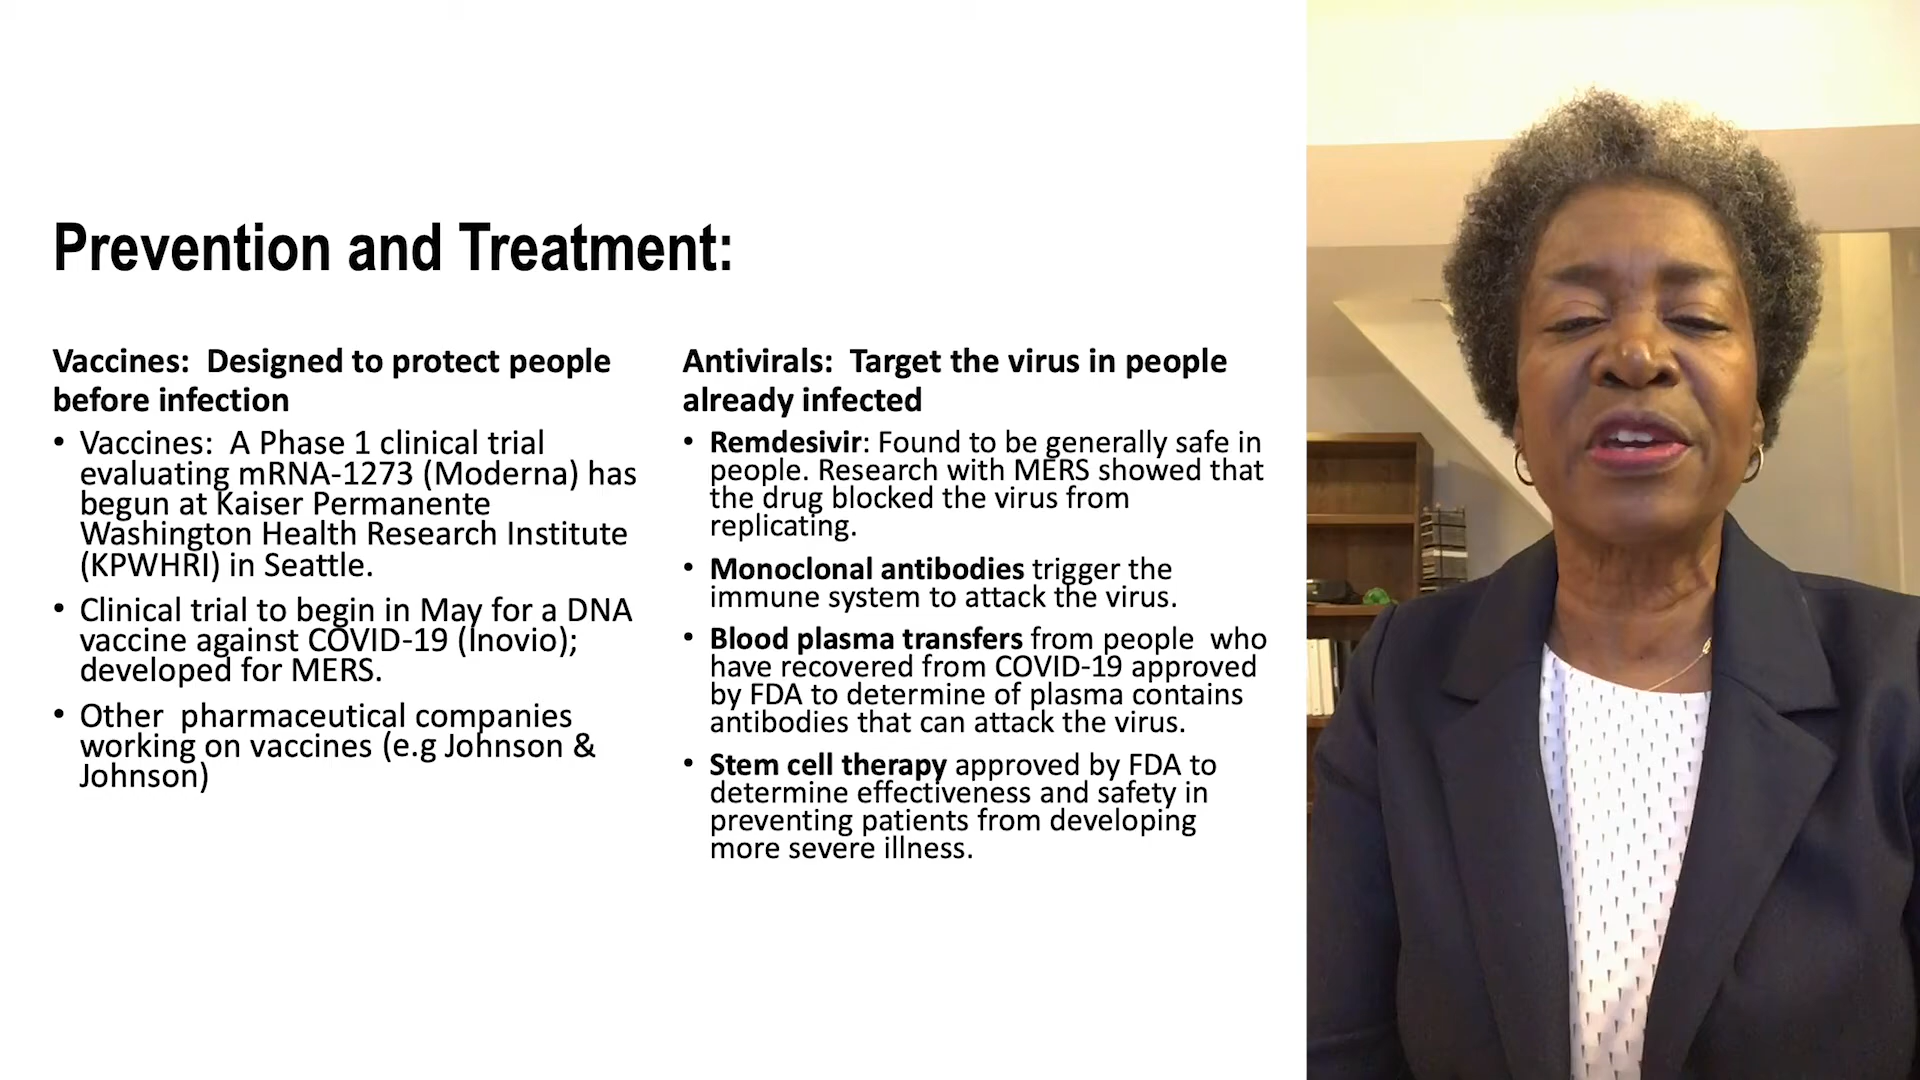 Prevention and Treatment:
Vaccines:  Designed to protect people
before infection
• Vaccines:  A Phase 1 clinical trial
evaluating mRNA-1273 (Moderna) has
begun at Kaiser Permanente
Washington Health Research Institute
(KPWHRI) in Seattle.
• Clinical trial to begin in May for a DNA
vaccine against COVID-19 (Inovio);
developed for MERS.
• Other  pharmaceutical companies
working on vaccines (e.g Johnson &
Johnson)
Antivirals:  Target the virus in people
already infected
• Remdesivir: Found to be generally safe in
people. Research with MERS showed that
the drug blocked the virus from
replicating.
• Monoclonal antibodies trigger the
immune system to attack the virus.
• Blood plasma transfers from people  who
have recovered from COVID-19 approved
by FDA to determine of plasma contains
antibodies that can attack the virus.
• Stem cell therapy approved by FDA to
determine effectiveness and safety in
preventing patients from developing
more severe illness.